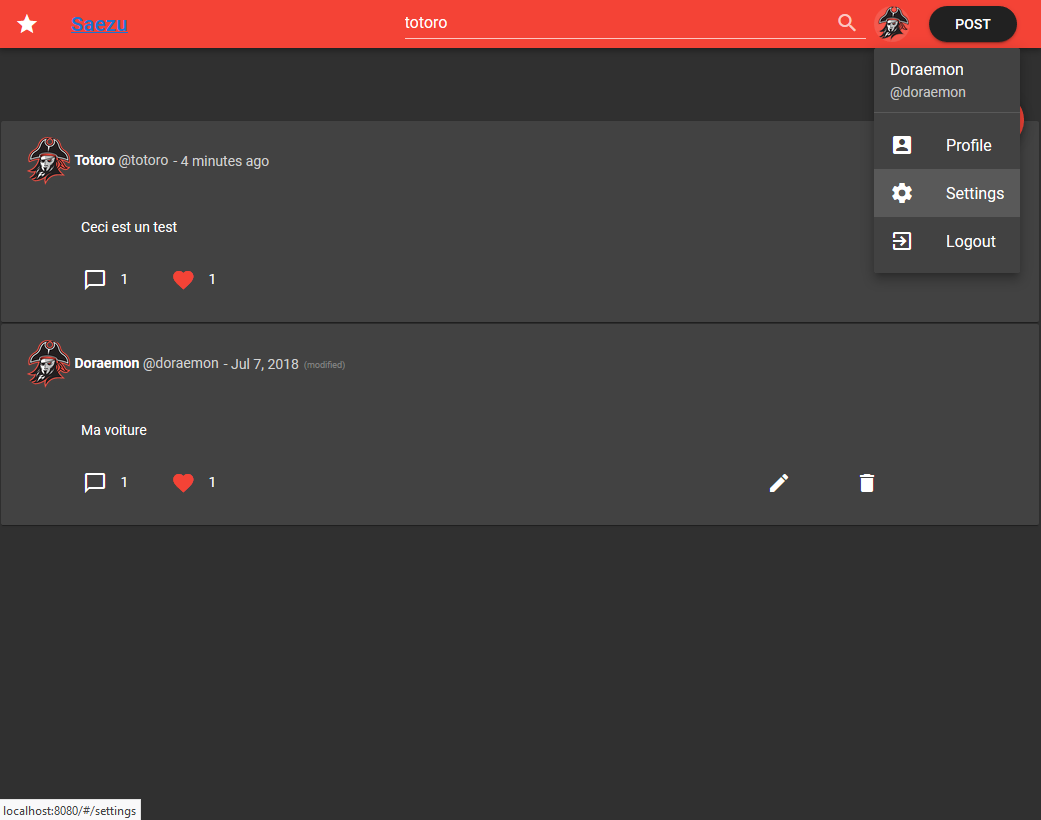 Saezu
totoro
POST
Doraemon
@doraemon
Profile
Settings
Logout
Totoro @totoro - 4 minutes ago
Ceci est un test
1 1
Doraemon @doraemon - Jul 7, 2018 (modified)
Ma voiture
1 1
localhost:8080/#/settings